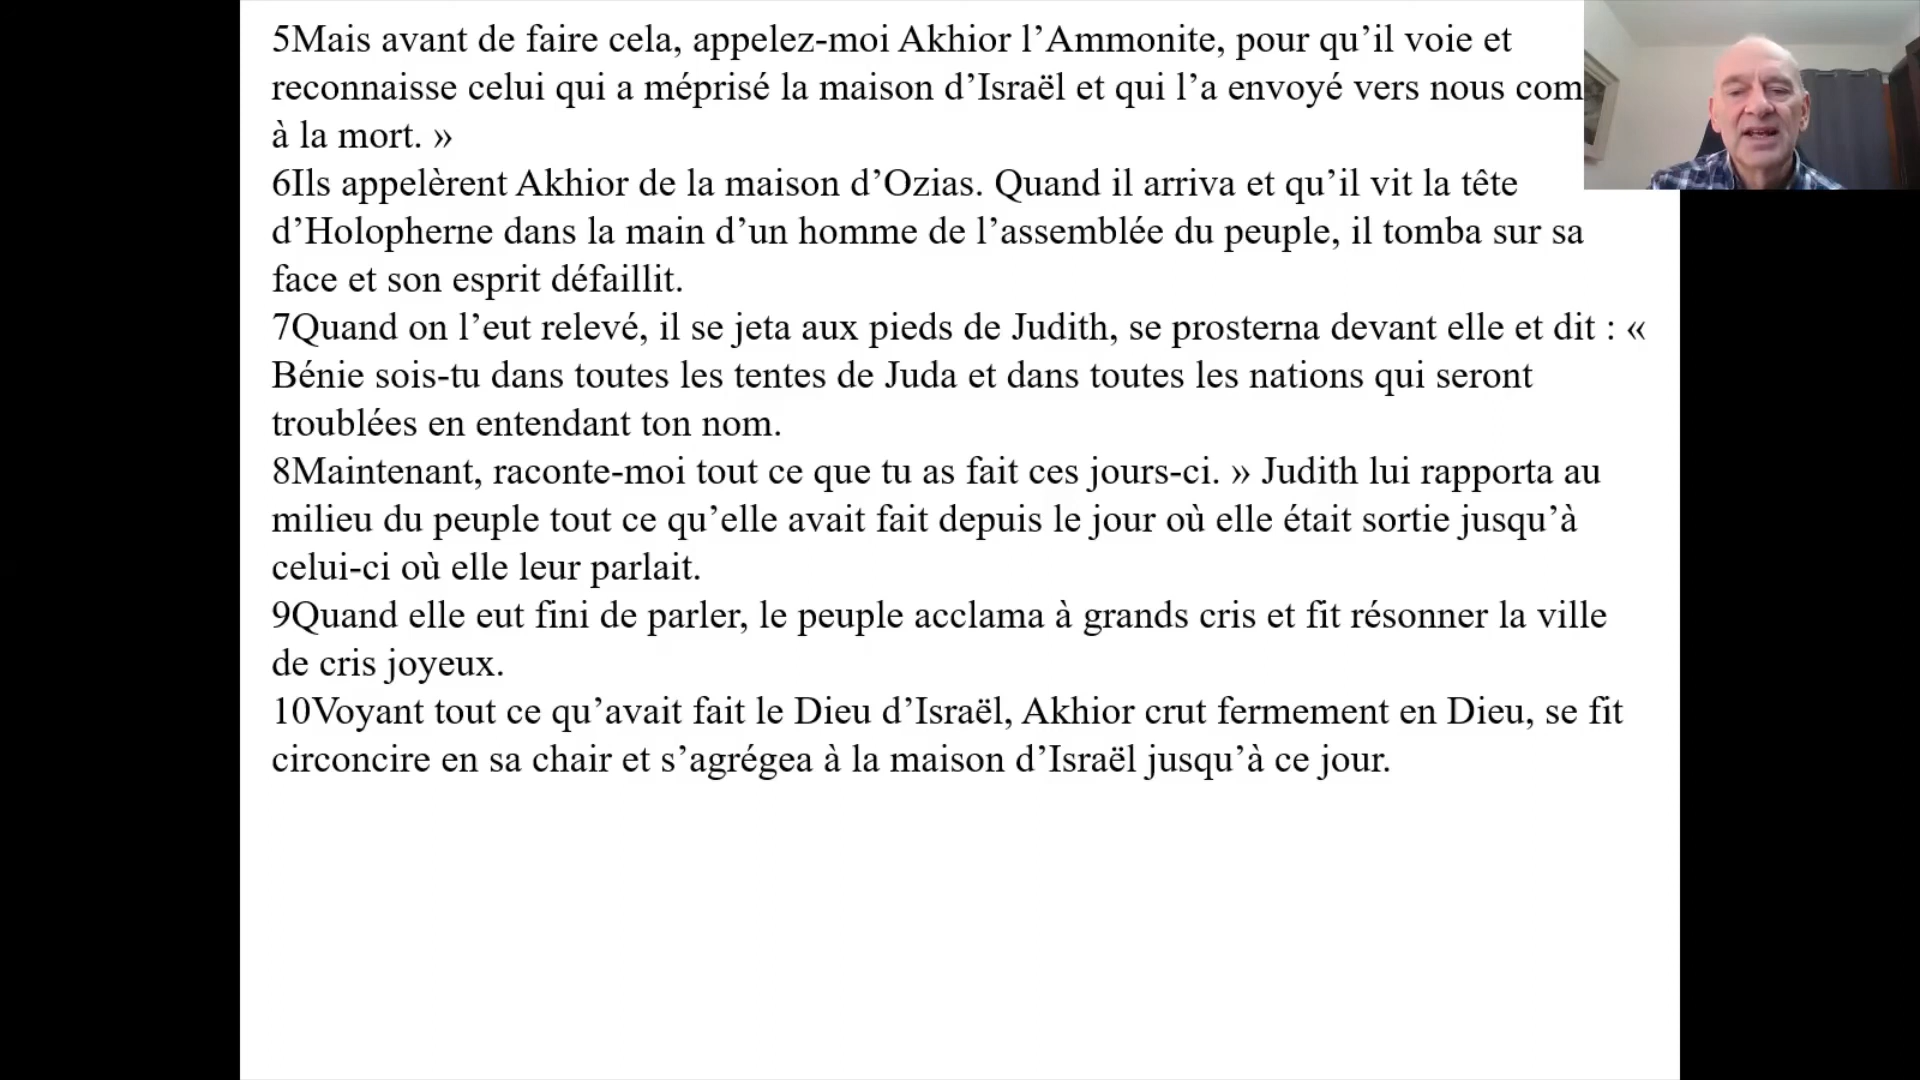 5Mais avant de faire cela, appelez-moi Akhior l’Ammonite, pour qu’il voie et
reconnaisse celui qui a méprisé la maison d’Israël et qui l’a envoyé vers nous com
à la mort. »
6Ils appelèrent Akhior de la maison d’Ozias. Quand il arriva et qu’il vit la tête
d’Holopherne dans la main d’un homme de l’assemblée du peuple, il tomba sur sa
face et son esprit défaillit.
7Quand on l’eut relevé, il se jeta aux pieds de Judith, se prosterna devant elle et dit : «
Bénie sois-tu dans toutes les tentes de Juda et dans toutes les nations qui seront
troublées en entendant ton nom.
8Maintenant, raconte-moi tout ce que tu as fait ces jours-ci. » Judith lui rapporta au
milieu du peuple tout ce qu’elle avait fait depuis le jour où elle était sortie jusqu’à
celui-ci où elle leur parlait.
9Quand elle eut fini de parler, le peuple acclama à grands cris et fit résonner la ville
de cris joyeux.
10Voyant tout ce qu’avait fait le Dieu d’Israël, Akhior crut fermement en Dieu, se fit
circoncire en sa chair et s’agrégea à la maison d’Israël jusqu’à ce jour.